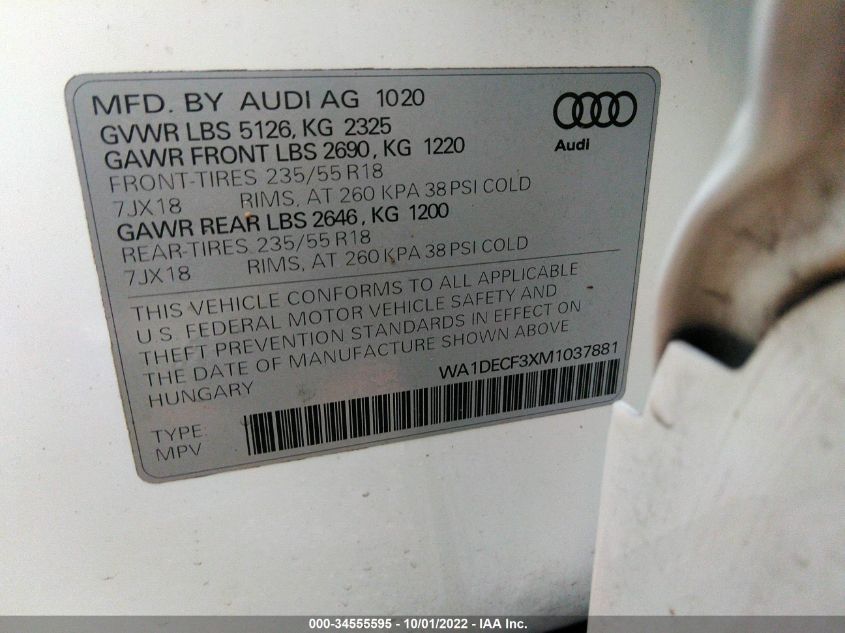 MFD. BY AUDI AG 1020
GVWR LBS 5126, KG 2325
GAWR FRONT LBS 2690, KG 1220
FRONT-TIRES 235/55 R18
7JX18 RIMS, AT 260 KPA 38 PSI COLD
GAWR REAR LBS 2646, KG 1200
REAR-TIRES 235/55 R18
7JX18 RIMS, AT 260 KPA 38 PSI COLD
Audi
THIS VEHICLE CONFORMS TO ALL APPLICABLE
U.S. FEDERAL MOTOR VEHICLE SAFETY AND
THEFT PREVENTION STANDARDS IN EFFECT ON
THE DATE OF MANUFACTURE SHOWN ABOVE
HUNGARY WA1DECF3XM1037881
TYPE:
MPV
000-34555595 - 10/01/2022 - IAA Inc.